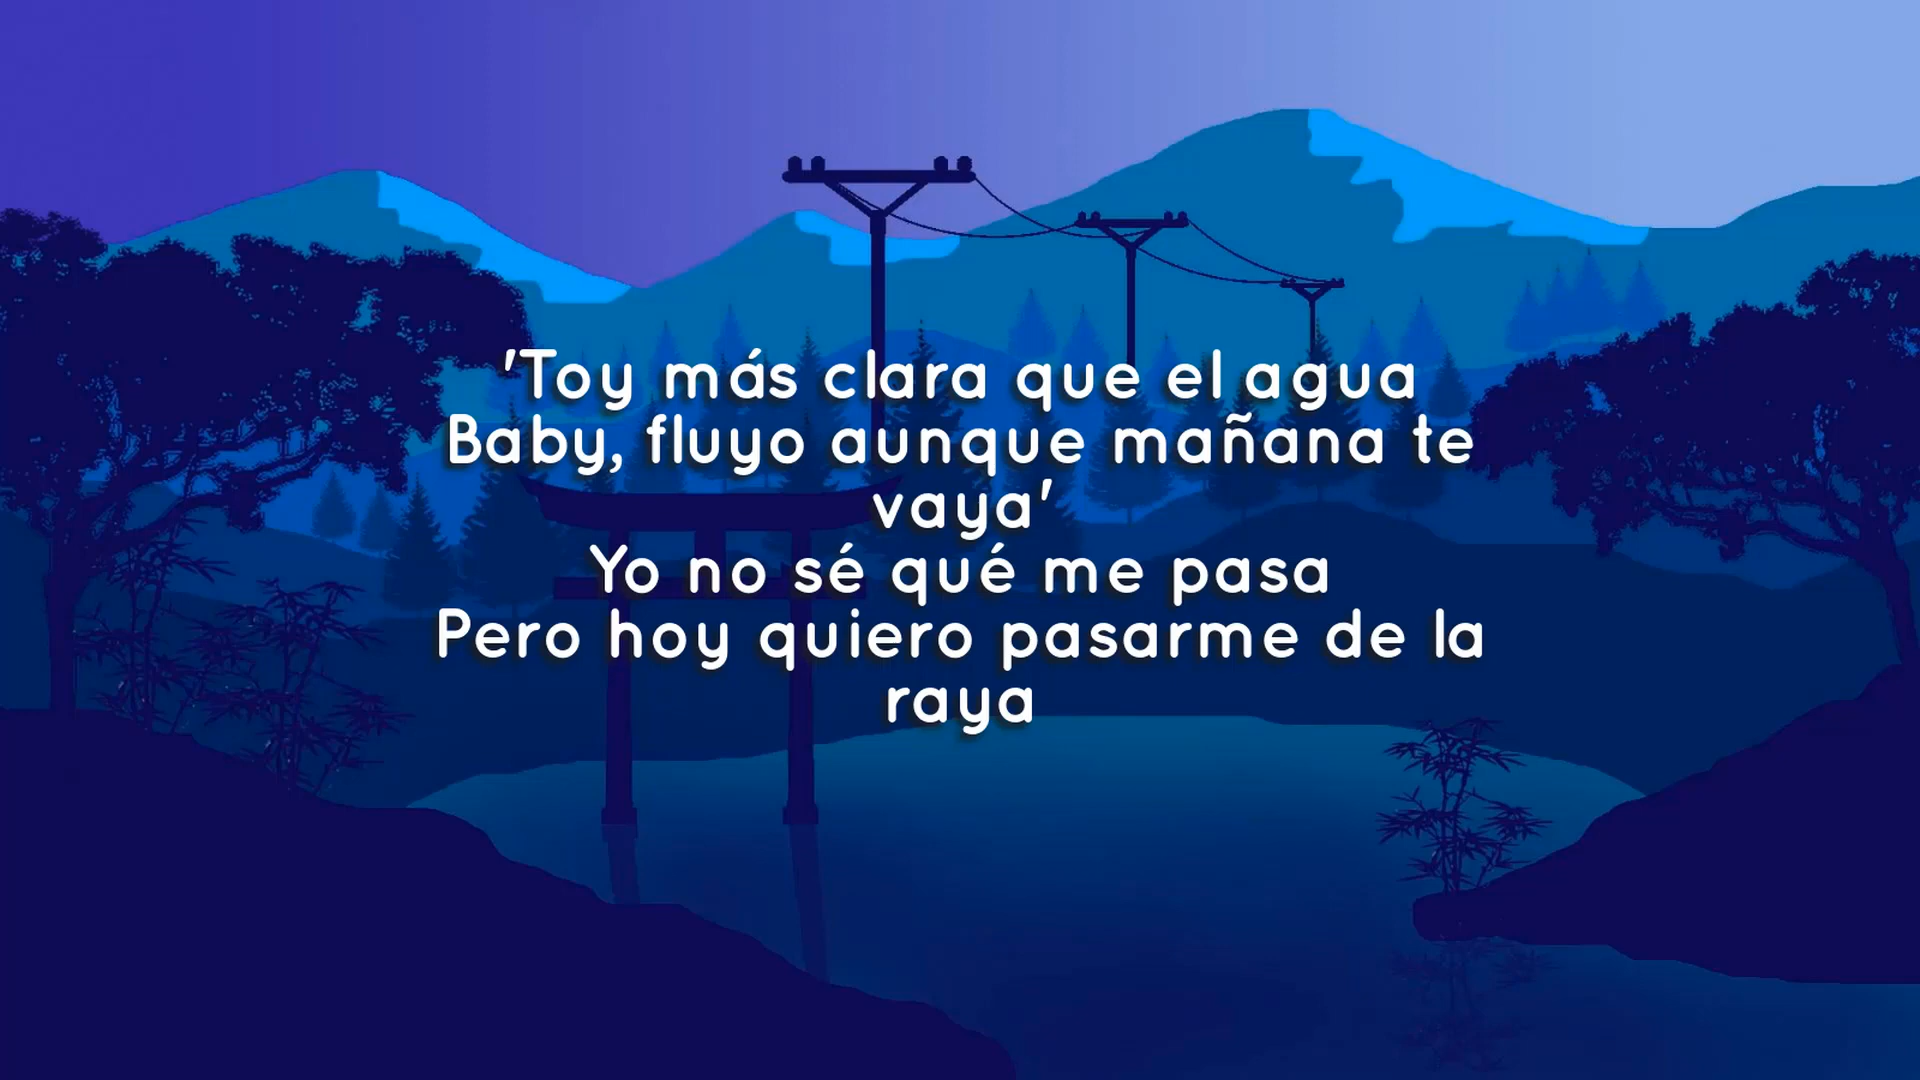 'Toy más clara que el agua
Baby, fluyo aunque mañana te
vaya'
Yo no sé qué me pasa
Pero hoy quiero pasarme de la
raya